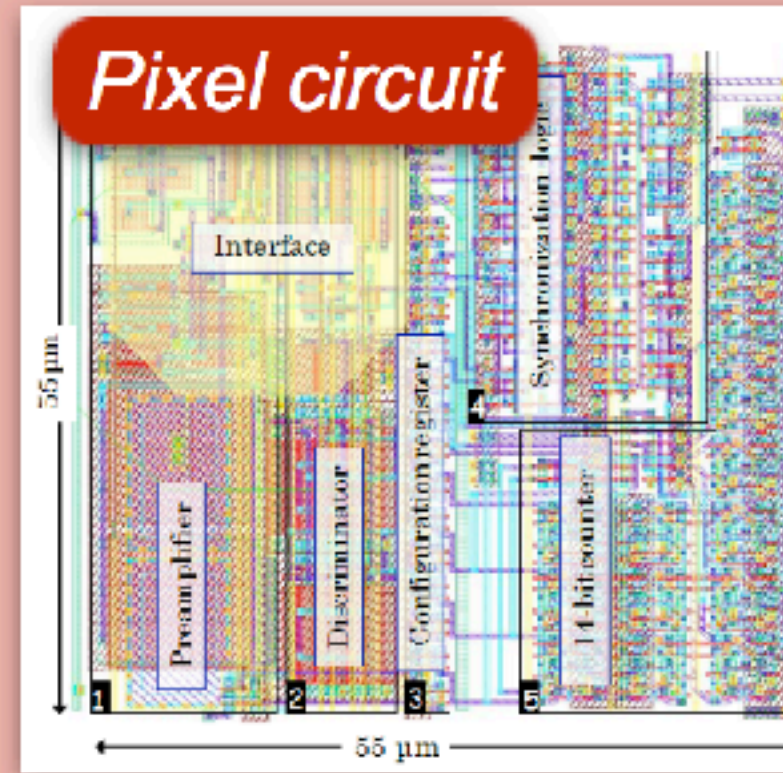 Pixel circuit
Interface
Synchronization logic
4
55 µm
Preamplifier
Discriminator
Configuration register
14-bit counter
1
2
3
5
55 µm